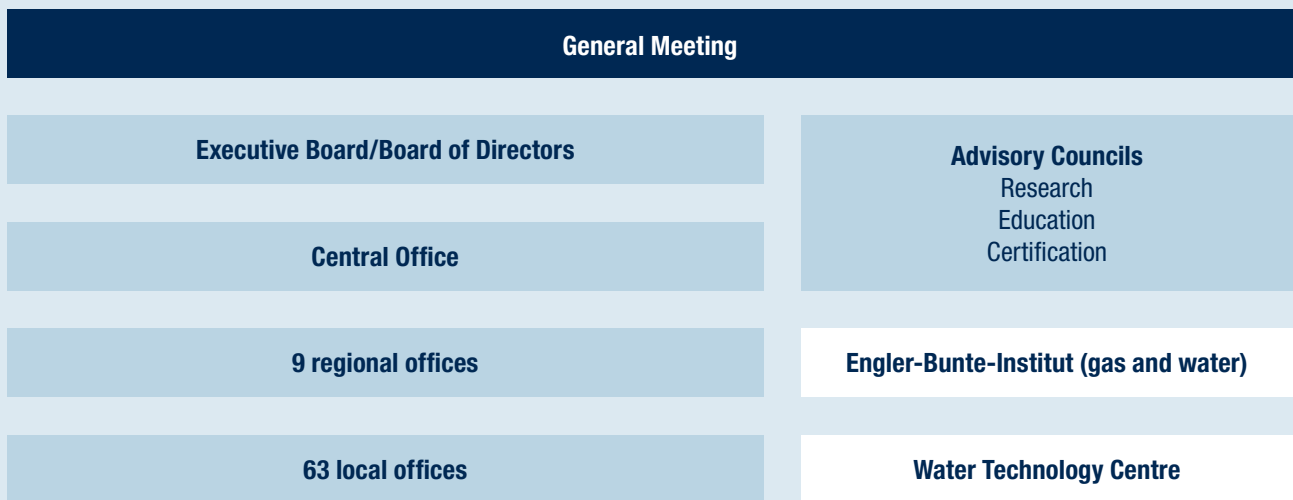 General Meeting
Executive Board/Board of Directors
Central Office
9 regional offices
63 local offices
Advisory Councils
Research
Education
Certification
Engler-Bunte-Institut (gas and water)
Water Technology Centre